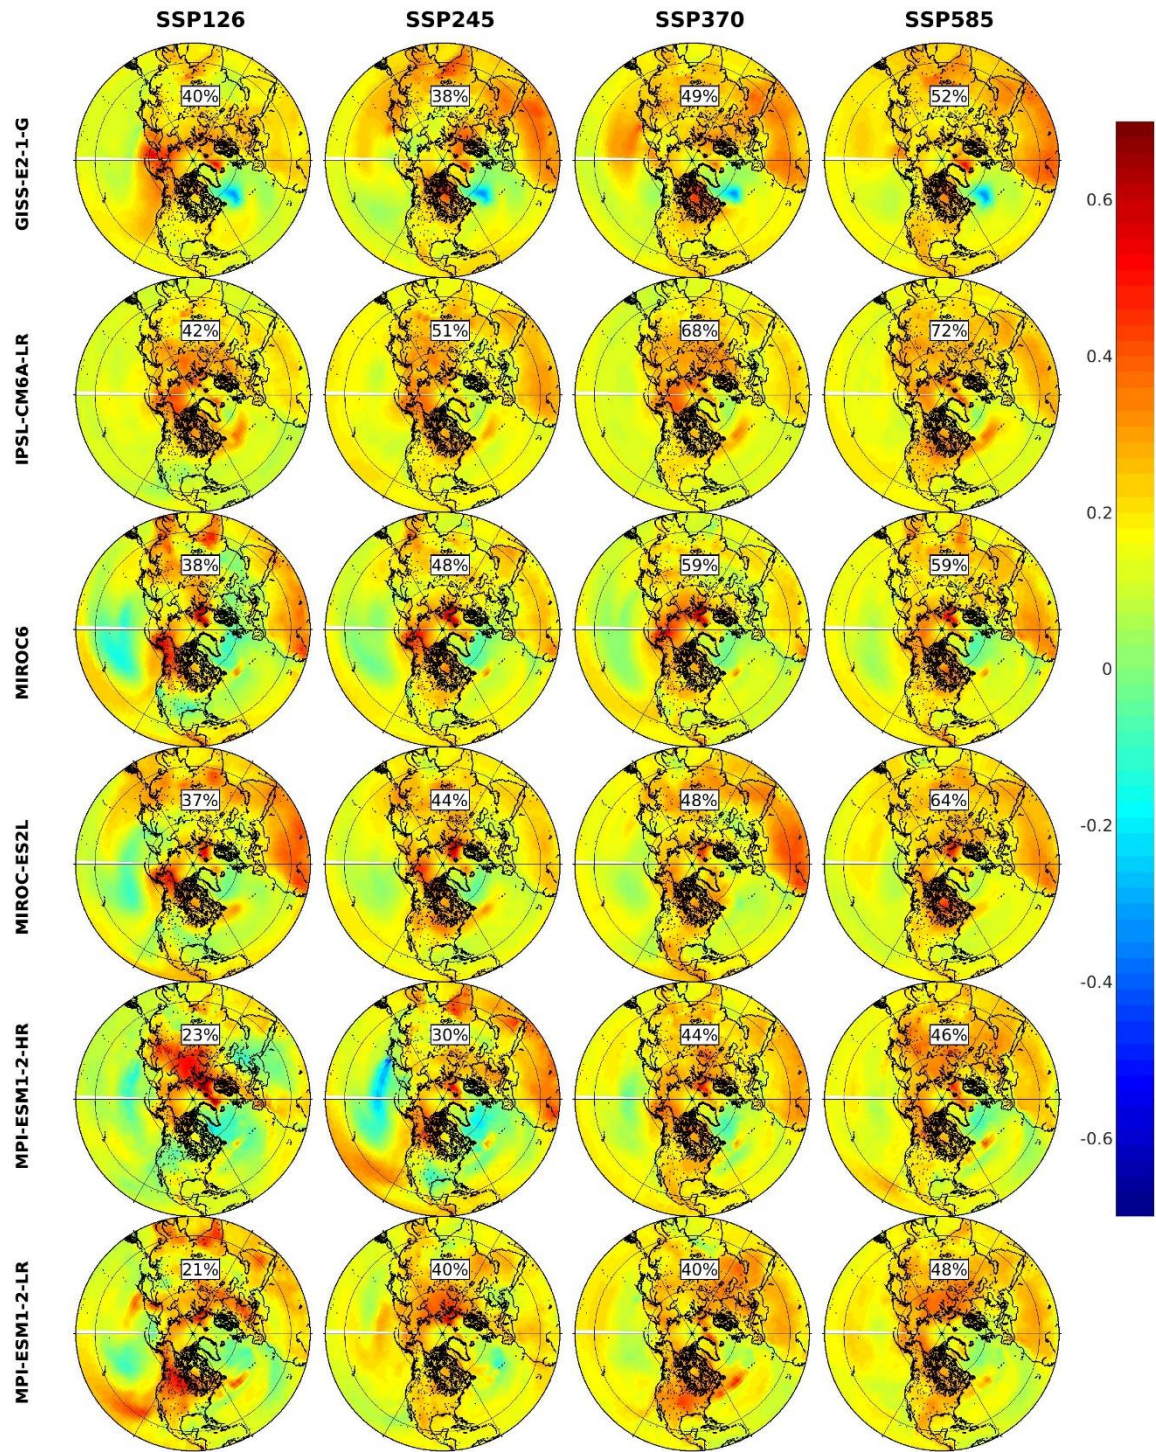 SSP126 SSP245 SSP370 SSP585
GISS-E2-1-G 40% 38% 49% 52%
IPSL-CM6A-LR 42% 51% 68% 72%
MIROC6 38% 48% 59% 59%
MIROC-ES2L 37% 44% 48% 64%
MPI-ESM1-2-HR 23% 30% 44% 46%
MPI-ESM1-2-LR 21% 40% 40% 48%
0.6
0.4
0.2
0
-0.2
-0.4
-0.6